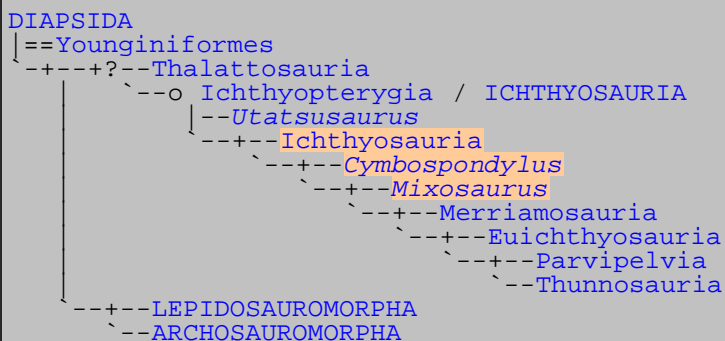 DIAPSIDA
|==Younginiformes
`--+--+?--Thalattosauria
   |  `--o Ichthyopterygia / ICHTHYOSAURIA
   |     |--Utatsusaurus
   |     `--+--Ichthyosauria
   |        `--+--Cymbospondylus
   |           `--+--Mixosaurus
   |              `--+--Merriamosauria
   |                 `--+--Euichthyosauria
   |                    `--+--Parvipelvia
   |                       `--Thunnosauria
   `--+--LEPIDOSAUROMORPHA
      `--ARCHOSAUROMORPHA